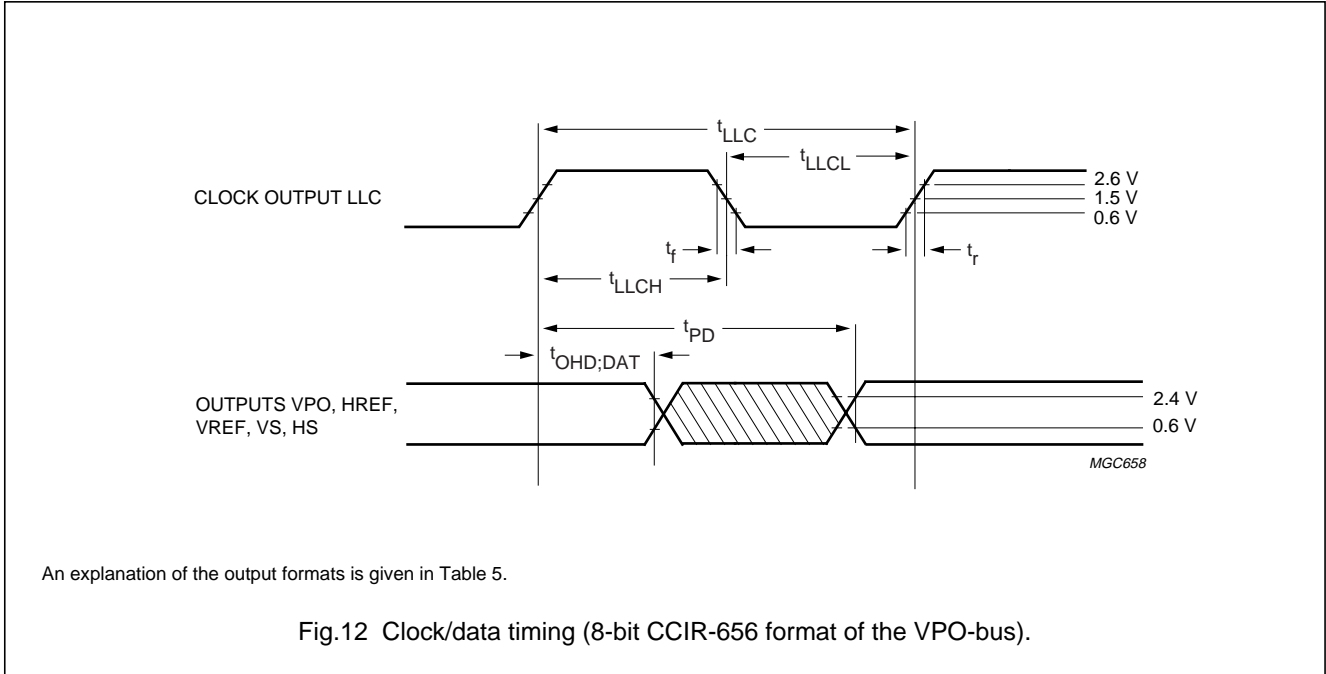 tLLC
tLLCL
CLOCK OUTPUT LLC
2.6 V
1.5 V
0.6 V
tf
tr
tLLCH
tPD
tOHD;DAT
OUTPUTS VPO, HREF,
VREF, VS, HS
2.4 V
0.6 V
MGC658
An explanation of the output formats is given in Table 5.
Fig.12 Clock/data timing (8-bit CCIR-656 format of the VPO-bus).